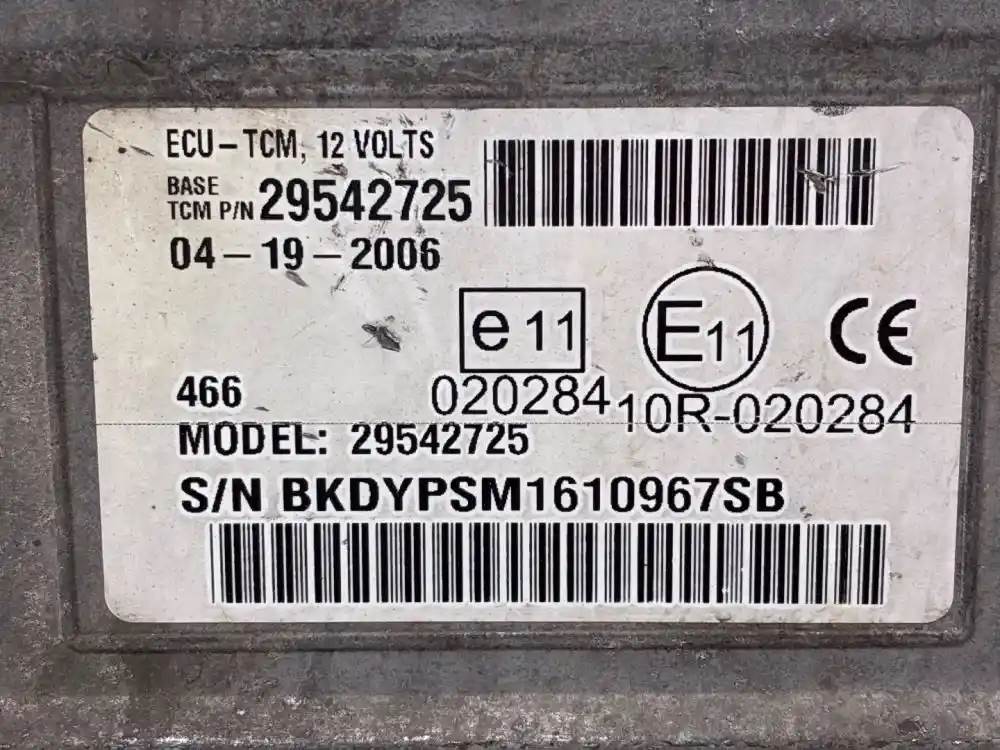 ECU-TCM, 12 VOLTS
BASE
TCM P/N 29542725
04-19-2006
e 11
E11
CE
466
020284
10R-020284
MODEL: 29542725
S/N BKDYPSM1610967SB